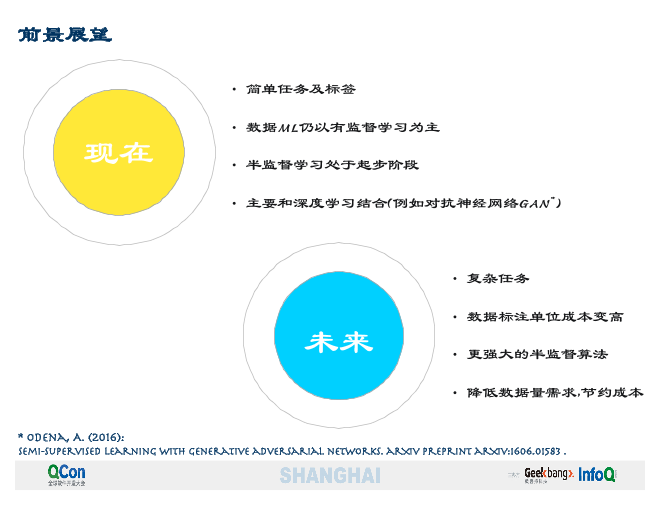 前景展望
现在
• 简单任务及标签
• 数据ML仍以有监督学习为主
• 半监督学习处于起步阶段
• 主要和深度学习结合(例如对抗神经网络GAN*)
未来
• 复杂任务
• 数据标注单位成本变高
• 更强大的半监督算法
• 降低数据量需求,节约成本
* ODENA, A. (2016):
SEMI-SUPERVISED LEARNING WITH GENERATIVE ADVERSARIAL NETWORKS. ARXIV PREPRINT ARXIV:1606.01583 .
QCon
全球软件开发大会
SHANGHAI
Geekbang>.
极客邦科技
InfoQ